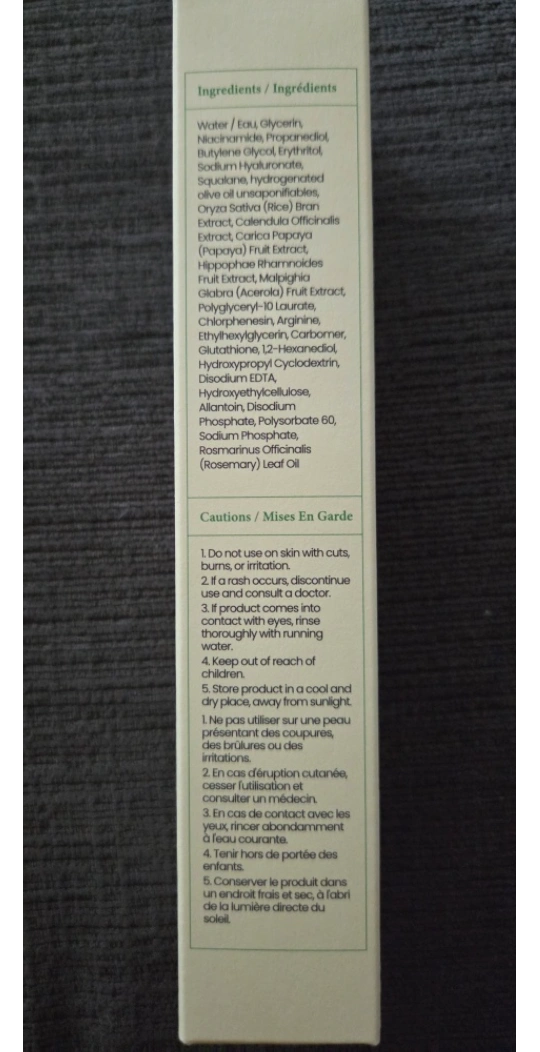 Ingredients / Ingrédients
Water / Eau, Glycerin,
Niacinamide, Propanediol,
Butylene Glycol, Erythritol,
Sodium Hyaluronate,
Squalane, hydrogenated
olive oil unsaponifiables,
Oryza Sativa (Rice) Bran
Extract, Calendula Officinalis
Extract, Carica Papaya
(Papaya) Fruit Extract,
Hippophae Rhamnoides
Fruit Extract, Malpighia
Glabra (Acerola) Fruit Extract,
Polyglyceryl-10 Laurate,
Chlorphenesin, Arginine,
Ethylhexylglycerin, Carbomer,
Glutathione, 1,2-Hexanediol,
Hydroxypropyl Cyclodextrin,
Disodium EDTA,
Hydroxyethylcellulose,
Allantoin, Disodium
Phosphate, Polysorbate 60,
Sodium Phosphate,
Rosmarinus Officinalis
(Rosemary) Leaf Oil
Cautions / Mises En Garde
1. Do not use on skin with cuts,
burns, or irritation.
2. If a rash occurs, discontinue
use and consult a doctor.
3. If product comes into
contact with eyes, rinse
thoroughly with running
water.
4. Keep out of reach of
children.
5. Store product in a cool and
dry place, away from sunlight.
1. Ne pas utiliser sur une peau
présentant des coupures,
des brûlures ou des
irritations.
2. En cas d'éruption cutanée,
cesser l'utilisation et
consulter un médecin.
3. En cas de contact avec les
yeux, rincer abondamment
à l'eau courante.
4. Tenir hors de portée des
enfants.
5. Conserver le produit dans
un endroit frais et sec, à l'abri
de la lumière directe du
soleil.